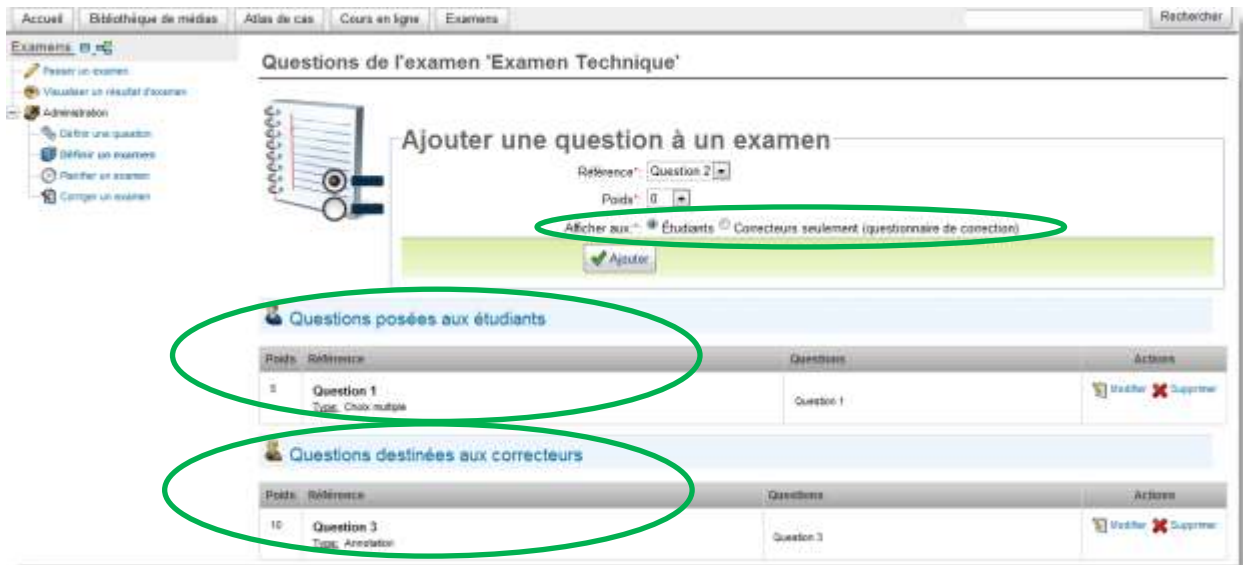 Accueil Bibliothèque de médias Atlas de cas Cours en ligne Examens Rechercher
Examens
Passer un examen
Visualiser un résultat d'examen
Administration
Définir une question
Définir un examen
Planifier un examen
Corriger un examen
Questions de l'examen 'Examen Technique'
Ajouter une question à un examen
Référence*: Question 2
Poids*: 0
Afficher aux:*: Étudiants Correcteurs seulement (questionnaire de correction)
Ajouter
Questions posées aux étudiants
Poids Référence Questions Actions
5 Question 1 Question 1 Modifier Supprimer
Type: Choix multiple
Questions destinées aux correcteurs
Poids Référence Questions Actions
10 Question 3 Question 3 Modifier Supprimer
Type: Annotation